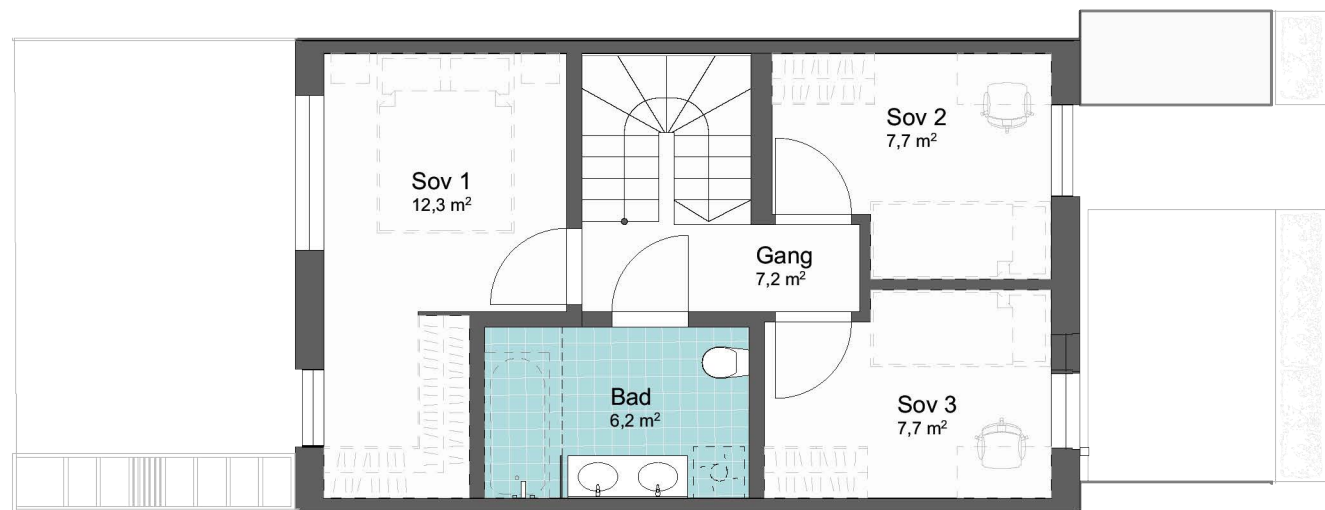 Sov 1
12,3 m²
Sov 2
7,7 m²
Gang
7,2 m²
Bad
6,2 m²
Sov 3
7,7 m²